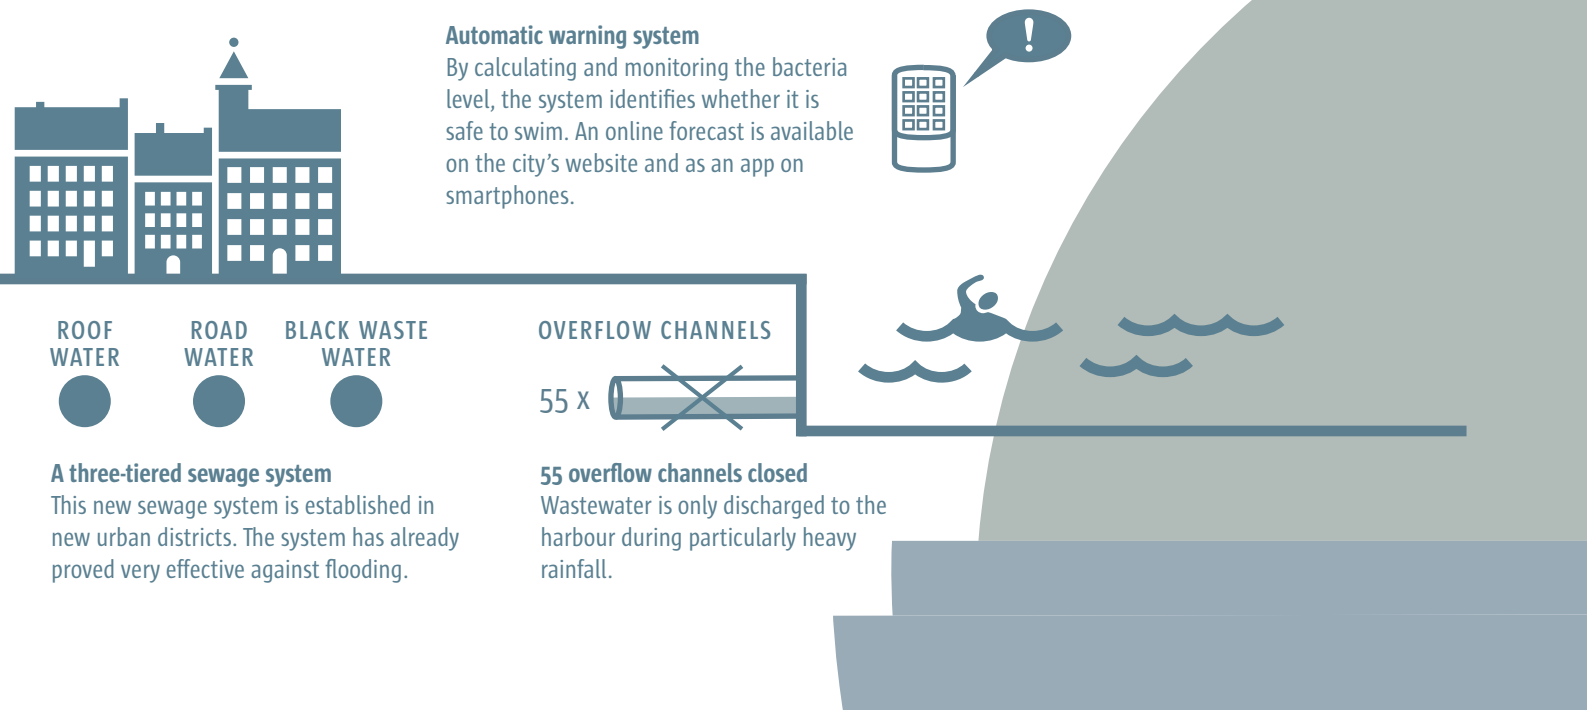 Automatic warning system
By calculating and monitoring the bacteria
level, the system identifies whether it is
safe to swim. An online forecast is available
on the city’s website and as an app on
smartphones.
!
ROOF
WATER
ROAD
WATER
BLACK WASTE
WATER
OVERFLOW CHANNELS
55 x
A three-tiered sewage system
This new sewage system is established in
new urban districts. The system has already
proved very effective against flooding.
55 overflow channels closed
Wastewater is only discharged to the
harbour during particularly heavy
rainfall.